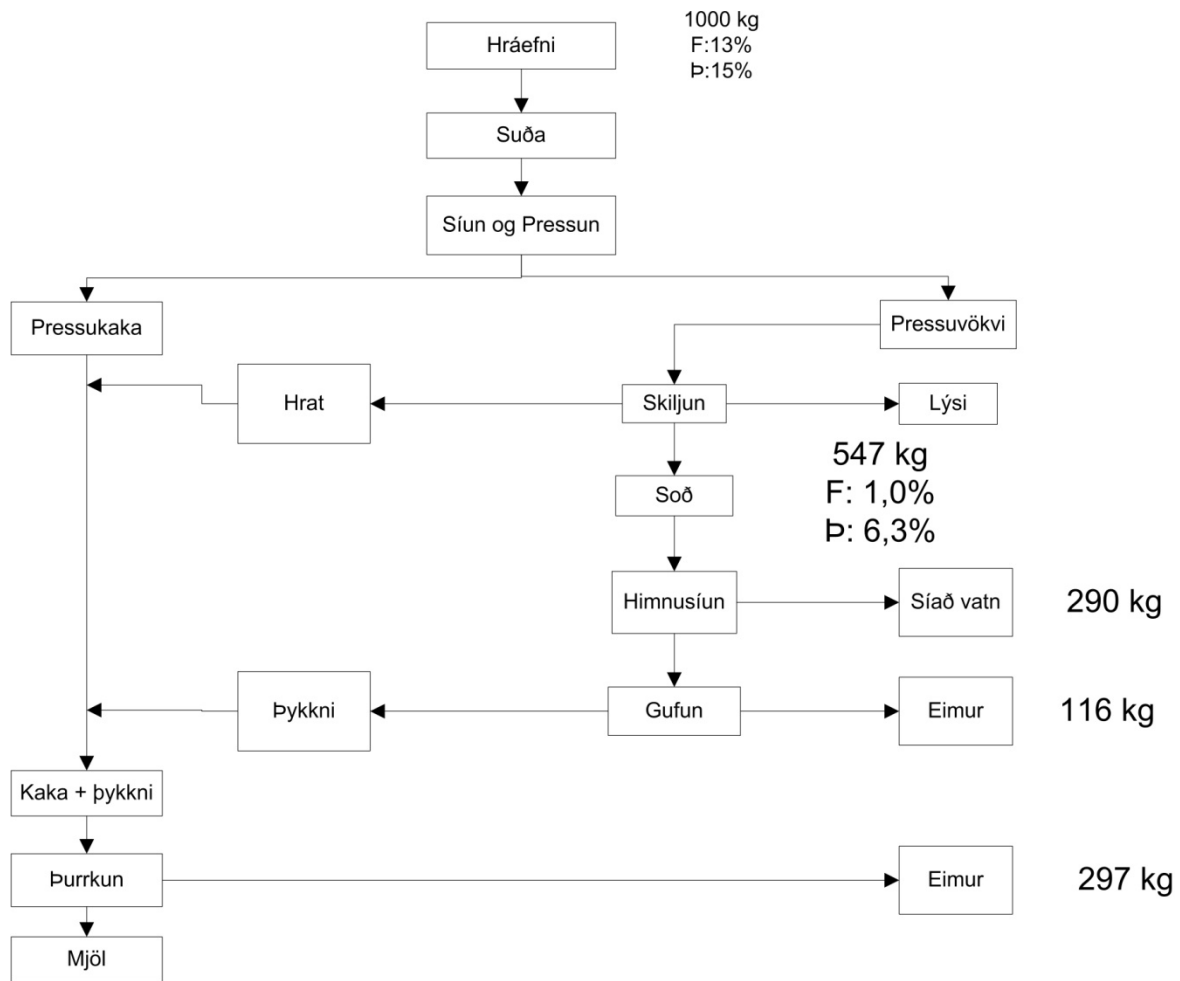 Hráefni
1000 kg
F:13%
Þ:15%
Suða
Síun og Pressun
Pressukaka
Pressuvökvi
Hrat
Skiljun
Lýsi
547 kg
F: 1,0%
Þ: 6,3%
Soð
Himnusíun
Síað vatn
290 kg
Þykkni
Gufun
Eimur
116 kg
Kaka + þykkni
Þurrkun
Eimur
297 kg
Mjöl